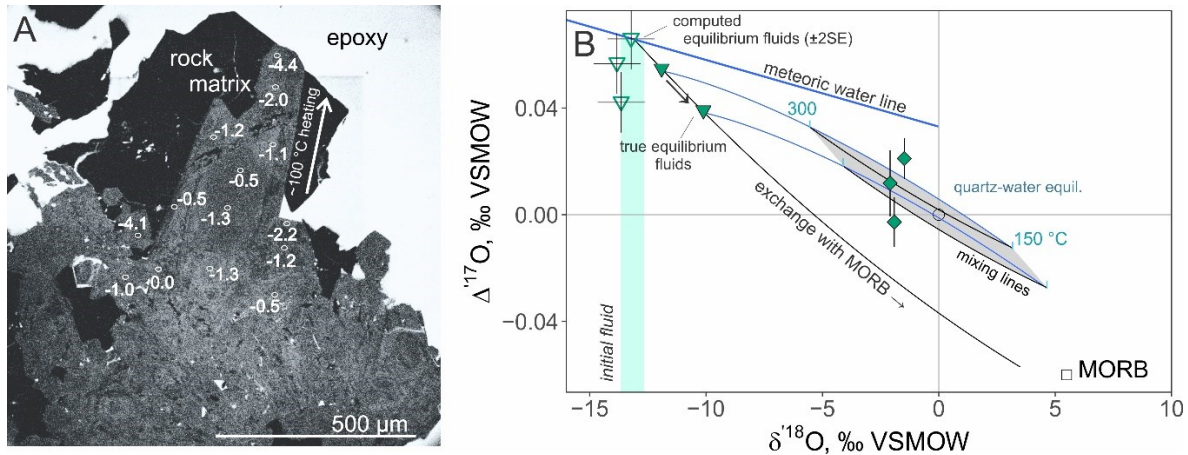 A
epoxy
rock
matrix
-4.4
-2.0
-1.2
~100 °C heating
-1.1
-0.5
-0.5
-1.3
-4.1
-2.2
-1.2
-1.3
-0.0
-1.0
-0.5
500 µm
B
computed
equilibrium fluids (±2SE)
meteoric water line
300
true equilibrium
fluids
quartz-water equil.
150 °C
mixing lines
exchange with MORB →
initial fluid
MORB
0.04
0.00
−0.04
Δ'17O, ‰ VSMOW
−15
−10
−5
0
5
10
δ'18O, ‰ VSMOW